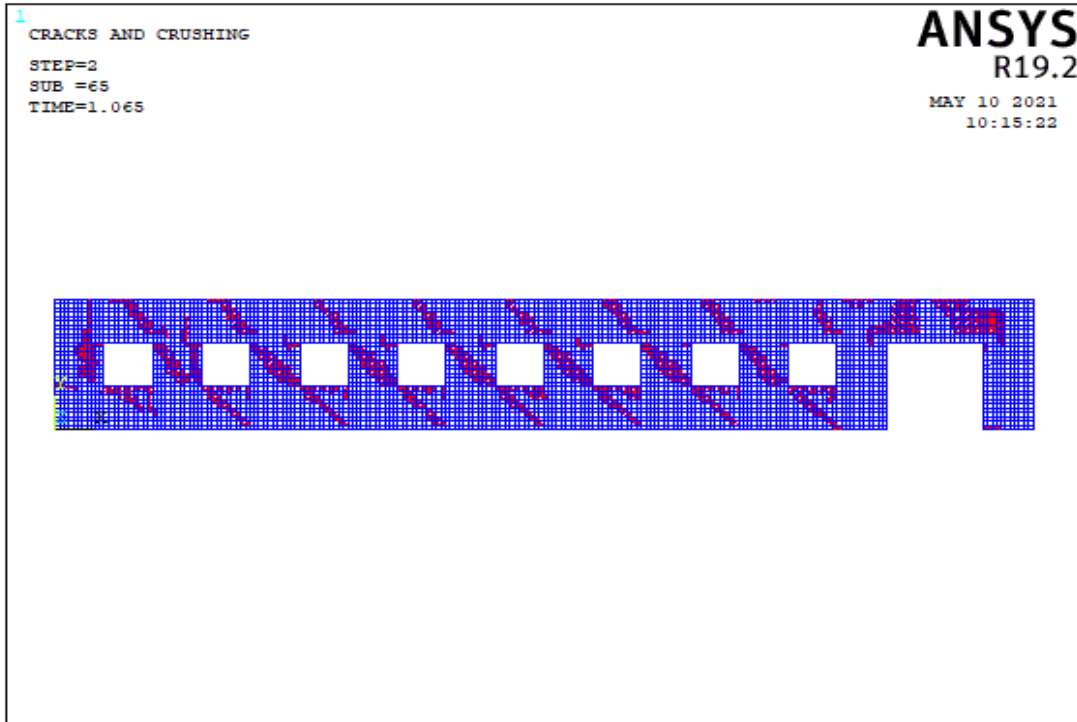 1
CRACKS AND CRUSHING
STEP=2
SUB =65
TIME=1.065
ANSYS
R19.2
MAY 10 2021
10:15:22
Y
Z
X